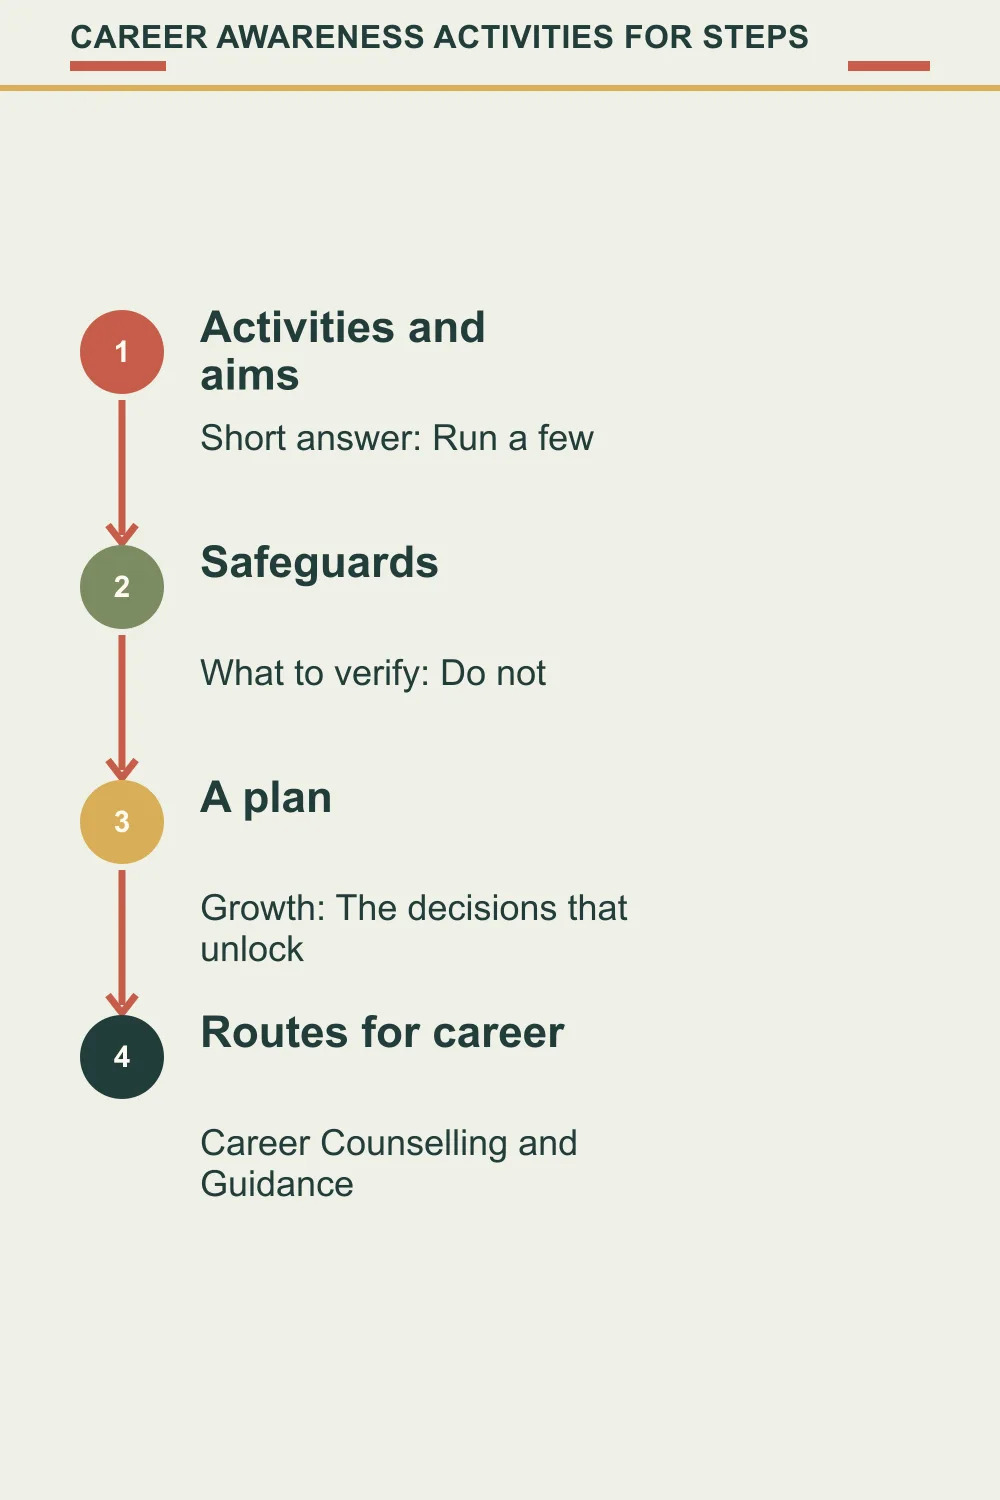 CAREER AWARENESS ACTIVITIES FOR STEPS
1
Activities and
aims
Short answer: Run a few
2
Safeguards
What to verify: Do not
3
A plan
Growth: The decisions that
unlock
4
Routes for career
Career Counselling and
Guidance